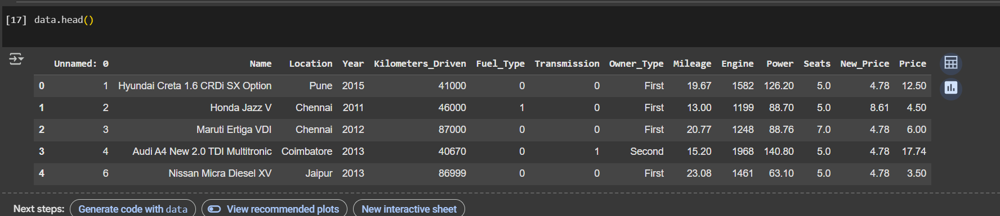 [17] data.head()
Unnamed: 0 Name Location Year Kilometers_Driven Fuel_Type Transmission Owner_Type Mileage Engine Power Seats New_Price Price
0 1 Hyundai Creta 1.6 CRDi SX Option Pune 2015 41000 0 0 First 19.67 1582 126.20 5.0 4.78 12.50
1 2 Honda Jazz V Chennai 2011 46000 1 0 First 13.00 1199 88.70 5.0 8.61 4.50
2 3 Maruti Ertiga VDI Chennai 2012 87000 0 0 First 20.77 1248 88.76 7.0 4.78 6.00
3 4 Audi A4 New 2.0 TDI Multitronic Coimbatore 2013 40670 0 1 Second 15.20 1968 140.80 5.0 4.78 17.74
4 6 Nissan Micra Diesel XV Jaipur 2013 86999 0 0 First 23.08 1461 63.10 5.0 4.78 3.50
Next steps: Generate code with data View recommended plots New interactive sheet